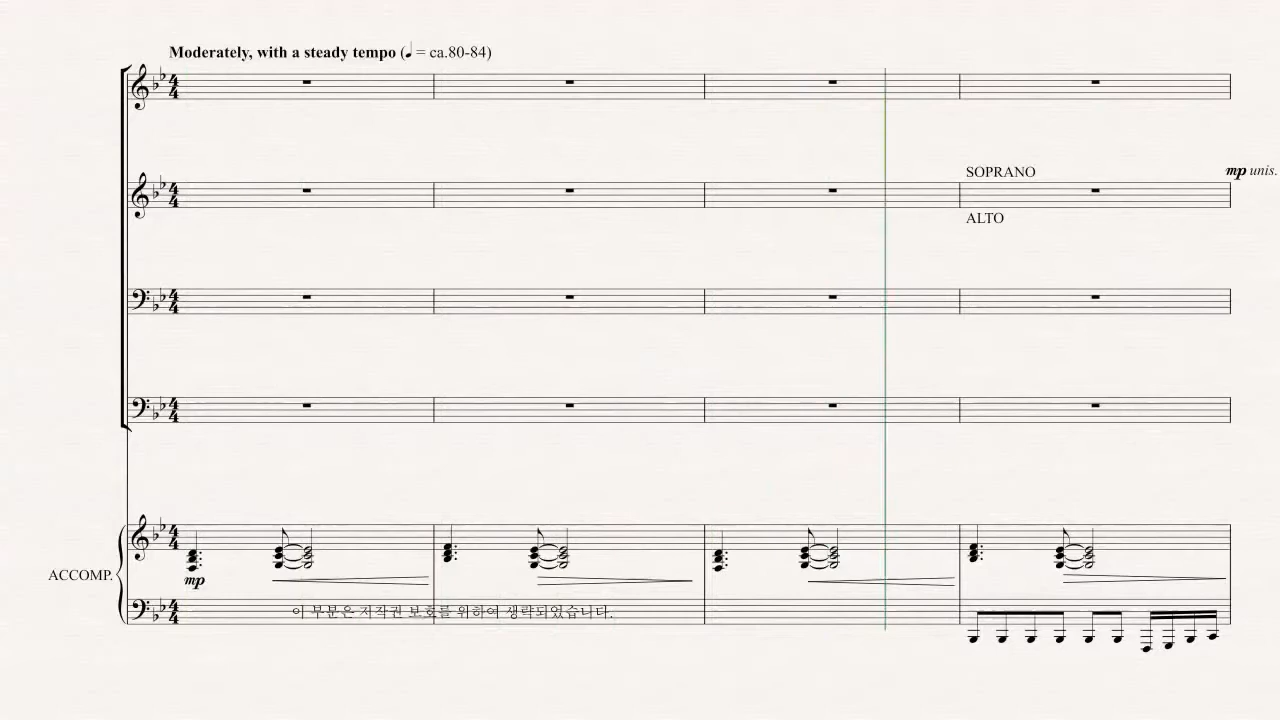 Moderately, with a steady tempo (♩ = ca.80-84)
SOPRANO
mp unis.
ALTO
ACCOMP.
mp
이 부분은 저작권 보호를 위하여 생략되었습니다.